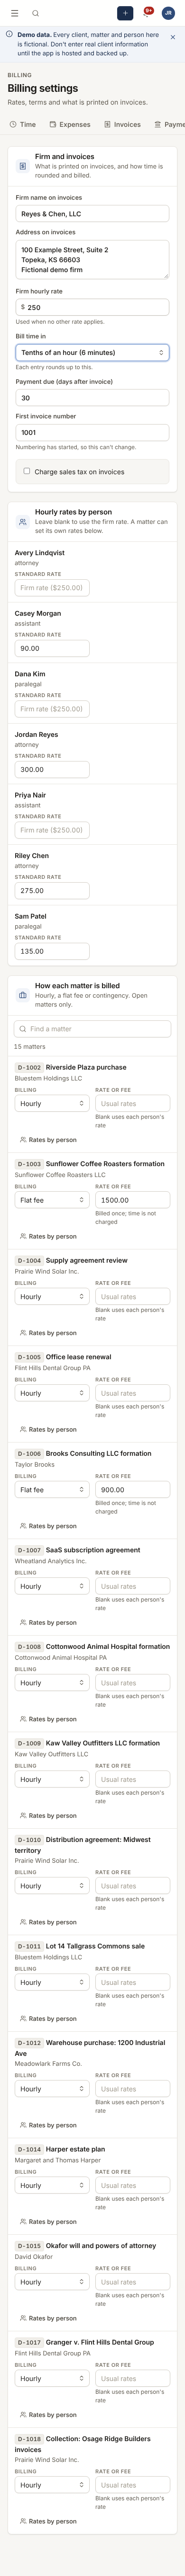 9+
JR
Demo data. Every client, matter and person here
is fictional. Don't enter real client information
until the app is hosted and backed up.
BILLING
Billing settings
Rates, terms and what is printed on invoices.
Time
Expenses
Invoices
Payme
Firm and invoices
What is printed on invoices, and how time is
rounded and billed.
Firm name on invoices
Reyes & Chen, LLC
Address on invoices
100 Example Street, Suite 2
Topeka, KS 66603
Fictional demo firm
Firm hourly rate
$ 250
Used when no other rate applies.
Bill time in
Tenths of an hour (6 minutes)
Each entry rounds up to this.
Payment due (days after invoice)
30
First invoice number
1001
Numbering has started, so this can't change.
Charge sales tax on invoices
Hourly rates by person
Leave blank to use the firm rate. A matter can
set its own rates below.
Avery Lindqvist
attorney
STANDARD RATE
Firm rate ($250.00)
Casey Morgan
assistant
STANDARD RATE
90.00
Dana Kim
paralegal
STANDARD RATE
Firm rate ($250.00)
Jordan Reyes
attorney
STANDARD RATE
300.00
Priya Nair
assistant
STANDARD RATE
Firm rate ($250.00)
Riley Chen
attorney
STANDARD RATE
275.00
Sam Patel
paralegal
STANDARD RATE
135.00
How each matter is billed
Hourly, a flat fee or contingency. Open
matters only.
Find a matter
15 matters
D-1002 Riverside Plaza purchase
Bluestem Holdings LLC
BILLING RATE OR FEE
Hourly Usual rates
Blank uses each person's
rate
Rates by person
D-1003 Sunflower Coffee Roasters formation
Sunflower Coffee Roasters LLC
BILLING RATE OR FEE
Flat fee 1500.00
Billed once; time is not
charged
Rates by person
D-1004 Supply agreement review
Prairie Wind Solar Inc.
BILLING RATE OR FEE
Hourly Usual rates
Blank uses each person's
rate
Rates by person
D-1005 Office lease renewal
Flint Hills Dental Group PA
BILLING RATE OR FEE
Hourly Usual rates
Blank uses each person's
rate
Rates by person
D-1006 Brooks Consulting LLC formation
Taylor Brooks
BILLING RATE OR FEE
Flat fee 900.00
Billed once; time is not
charged
Rates by person
D-1007 SaaS subscription agreement
Wheatland Analytics Inc.
BILLING RATE OR FEE
Hourly Usual rates
Blank uses each person's
rate
Rates by person
D-1008 Cottonwood Animal Hospital formation
Cottonwood Animal Hospital PA
BILLING RATE OR FEE
Hourly Usual rates
Blank uses each person's
rate
Rates by person
D-1009 Kaw Valley Outfitters LLC formation
Kaw Valley Outfitters LLC
BILLING RATE OR FEE
Hourly Usual rates
Blank uses each person's
rate
Rates by person
D-1010 Distribution agreement: Midwest
territory
Prairie Wind Solar Inc.
BILLING RATE OR FEE
Hourly Usual rates
Blank uses each person's
rate
Rates by person
D-1011 Lot 14 Tallgrass Commons sale
Bluestem Holdings LLC
BILLING RATE OR FEE
Hourly Usual rates
Blank uses each person's
rate
Rates by person
D-1012 Warehouse purchase: 1200 Industrial
Ave
Meadowlark Farms Co.
BILLING RATE OR FEE
Hourly Usual rates
Blank uses each person's
rate
Rates by person
D-1014 Harper estate plan
Margaret and Thomas Harper
BILLING RATE OR FEE
Hourly Usual rates
Blank uses each person's
rate
Rates by person
D-1015 Okafor will and powers of attorney
David Okafor
BILLING RATE OR FEE
Hourly Usual rates
Blank uses each person's
rate
Rates by person
D-1017 Granger v. Flint Hills Dental Group
Flint Hills Dental Group PA
BILLING RATE OR FEE
Hourly Usual rates
Blank uses each person's
rate
Rates by person
D-1018 Collection: Osage Ridge Builders
invoices
Prairie Wind Solar Inc.
BILLING RATE OR FEE
Hourly Usual rates
Blank uses each person's
rate
Rates by person